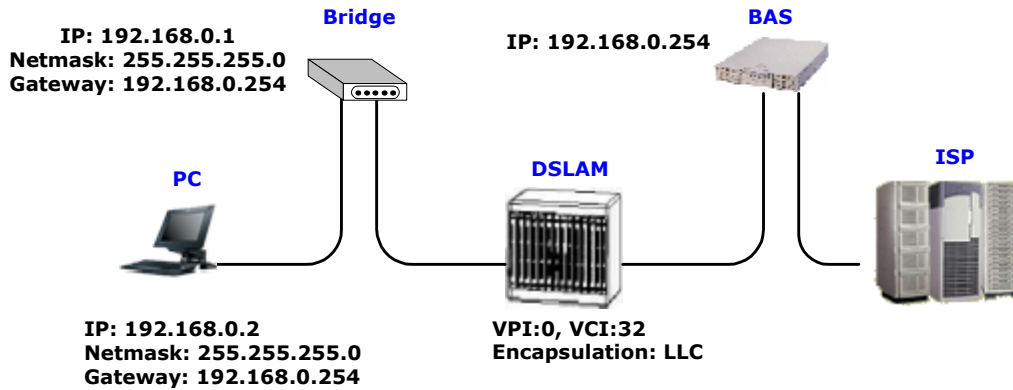 Bridge
IP: 192.168.0.1
Netmask: 255.255.255.0
Gateway: 192.168.0.254
BAS
IP: 192.168.0.254
ISP
PC
DSLAM
IP: 192.168.0.2
Netmask: 255.255.255.0
Gateway: 192.168.0.254
VPI:0, VCI:32
Encapsulation: LLC